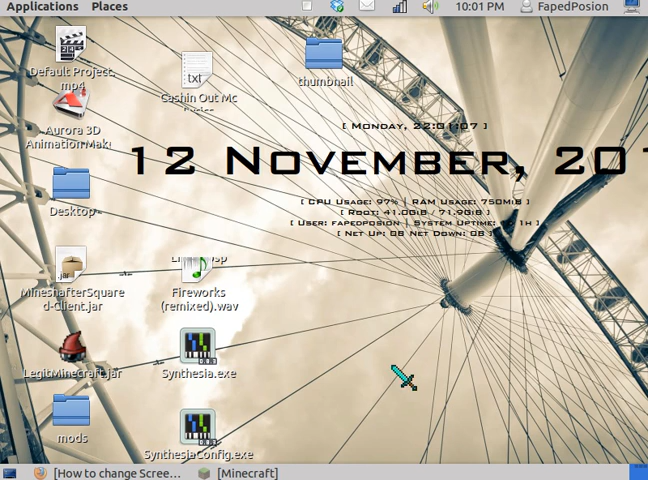 Applications Places 10:01 PM FapedPosion
Default Project.
mp4
txt
Cashin Out Mc
thumbnail
Aurora 3D
Animation Mak
[ Monday, 22:01:07 ]
12 November, 201
[ CPU Usage: 97% | RAM Usage: 750MiB ]
[ Root: 41.0GiB / 71.9GiB ]
[ User: fapedposion | System Uptime: 1h ]
[ Net Up: 0B Net Down: 0B ]
Desktop
.jar
MineshafterSquare
d-Client.jar
Fireworks
(remixed).wav
LegitMinecraft.jar
Synthesia.exe
mods
SynthesiaConfig.exe
[How to change Scree... [Minecraft]